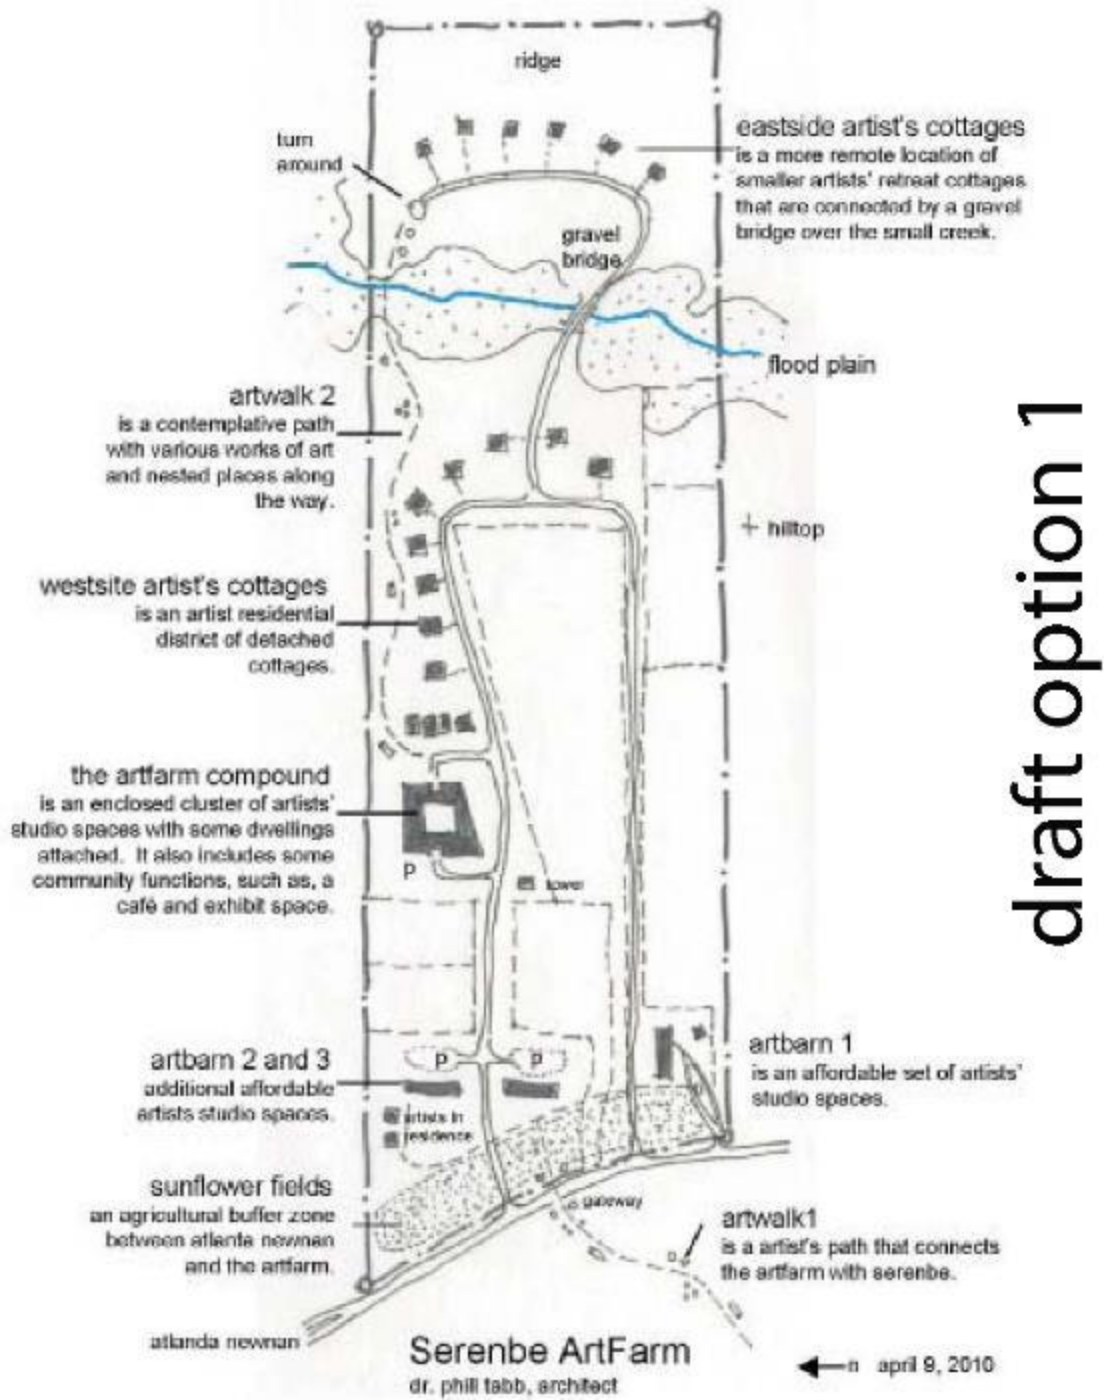 ridge
turn
around
eastside artist's cottages
is a more remote location of
smaller artists' retreat cottages
that are connected by a gravel
bridge over the small creek.
gravel
bridge
flood plain
artwalk 2
is a contemplative path
with various works of art
and nested places along
the way.
hilltop
westsite artist's cottages
is an artist residential
district of detached
cottages.
the artfarm compound
is an enclosed cluster of artists'
studio spaces with some dwellings
attached. It also includes some
community functions, such as, a
café and exhibit space.
p
tower
artbarn 2 and 3
additional affordable
artists studio spaces.
p
p
artists in
residence
artbarn 1
is an affordable set of artists'
studio spaces.
sunflower fields
an agricultural buffer zone
between atlanta newnan
and the artfarm.
gateway
artwalk1
is a artist's path that connects
the artfarm with serenbe.
atlanda newnan
Serenbe ArtFarm
dr. phill tabb, architect
n april 9, 2010
draft option 1